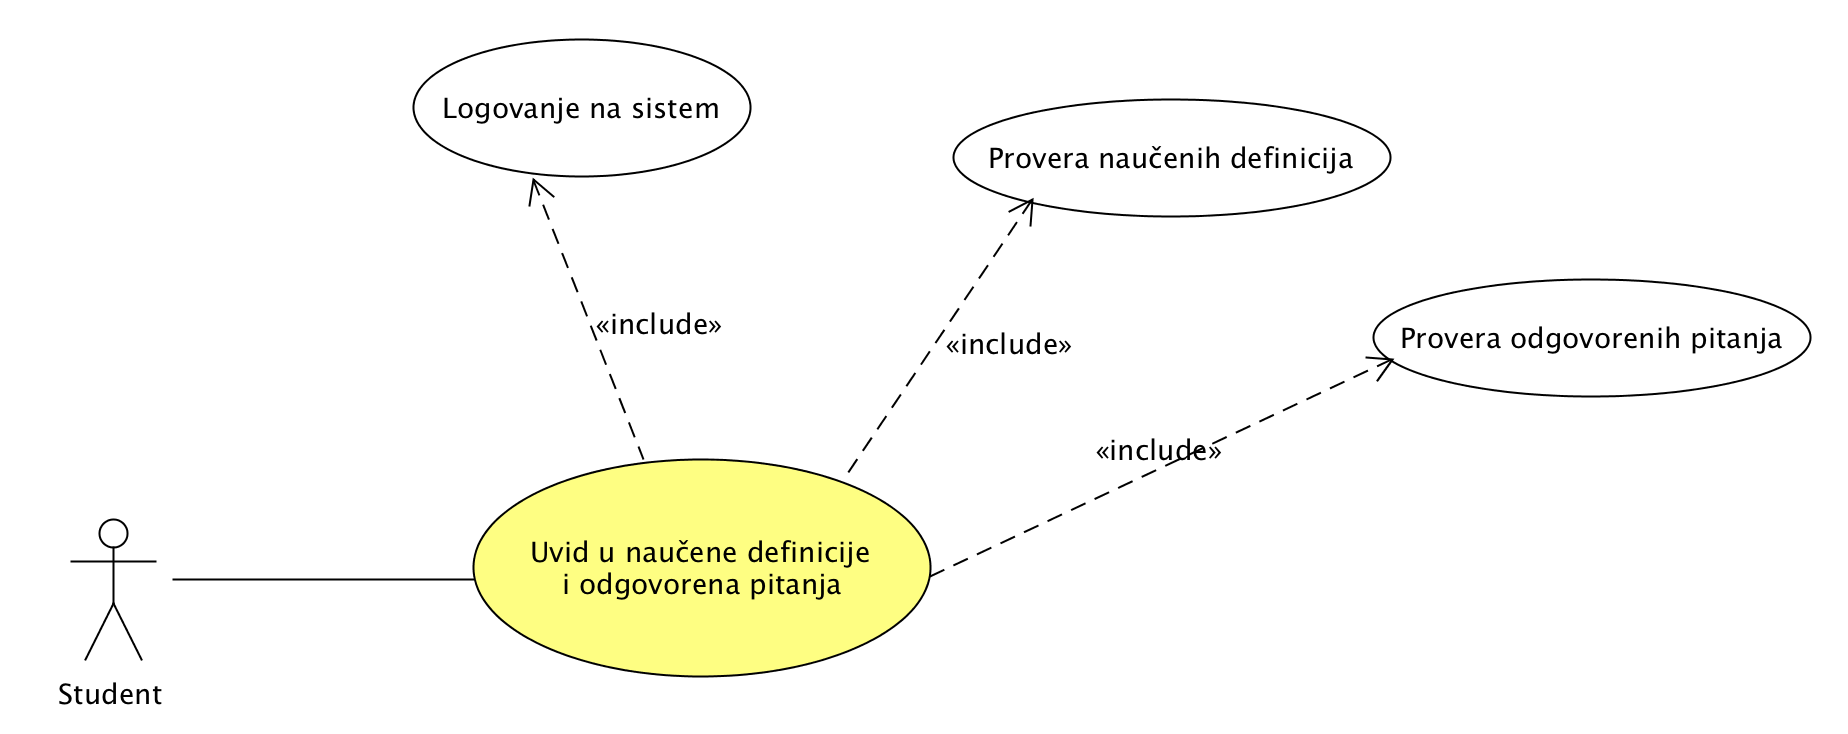 Logovanje na sistem
Provera naučenih definicija
Provera odgovorenih pitanja
«include»
«include»
«include»
Uvid u naučene definicije
i odgovorena pitanja
Student